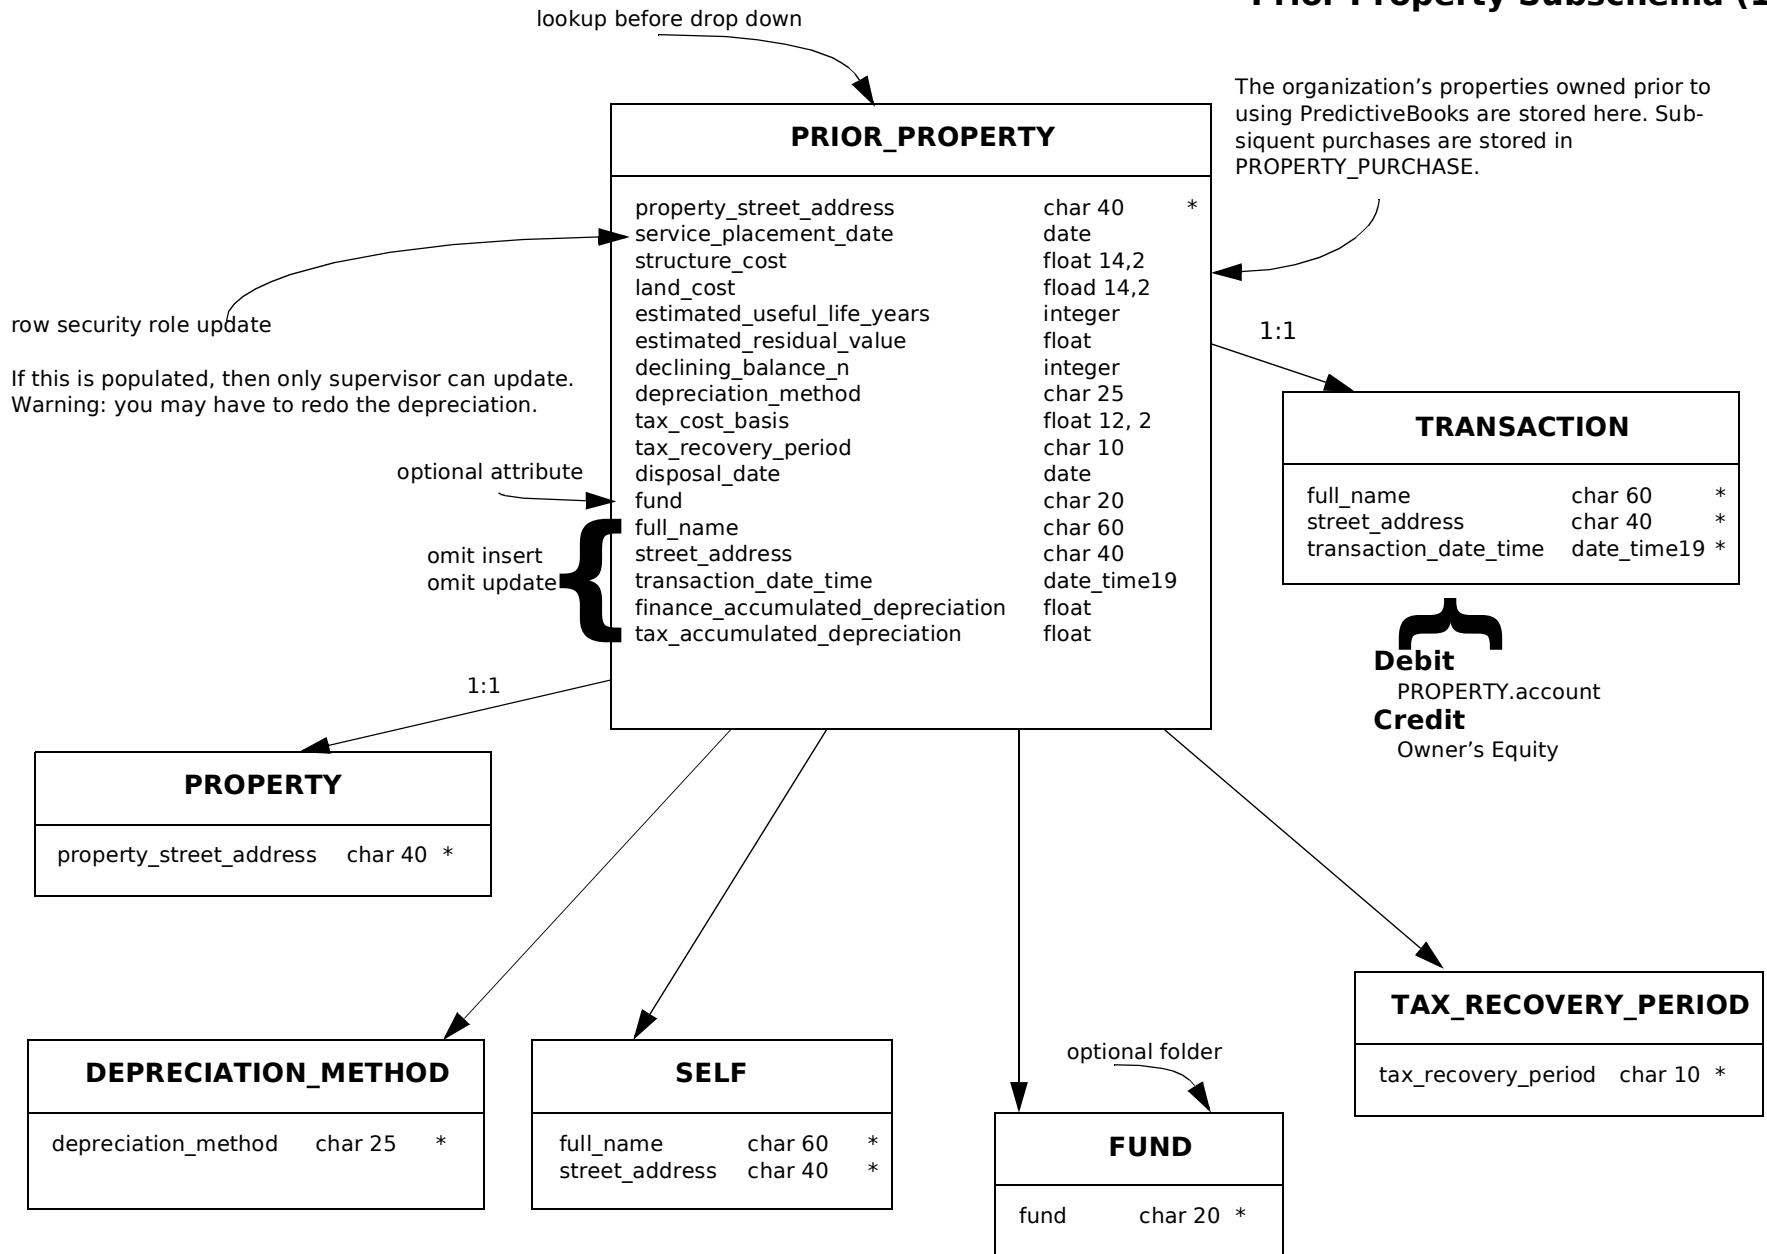 lookup before drop down
The organization’s properties owned prior to
using PredictiveBooks are stored here. Sub-
siquent purchases are stored in
PROPERTY_PURCHASE.
PRIOR_PROPERTY
property_street_address char 40 *
service_placement_date date
structure_cost float 14,2
land_cost fload 14,2
estimated_useful_life_years integer
estimated_residual_value float
declining_balance_n integer
depreciation_method char 25
tax_cost_basis float 12, 2
tax_recovery_period char 10
disposal_date date
fund char 20
full_name char 60
street_address char 40
transaction_date_time date_time19
finance_accumulated_depreciation float
tax_accumulated_depreciation float
row security role update
If this is populated, then only supervisor can update.
Warning: you may have to redo the depreciation.
optional attribute
omit insert
omit update
1:1
TRANSACTION
full_name char 60 *
street_address char 40 *
transaction_date_time date_time19 *
Debit
PROPERTY.account
Credit
Owner’s Equity
1:1
PROPERTY
property_street_address char 40 *
DEPRECIATION_METHOD
depreciation_method char 25 *
SELF
full_name char 60 *
street_address char 40 *
optional folder
FUND
fund char 20 *
TAX_RECOVERY_PERIOD
tax_recovery_period char 10 *